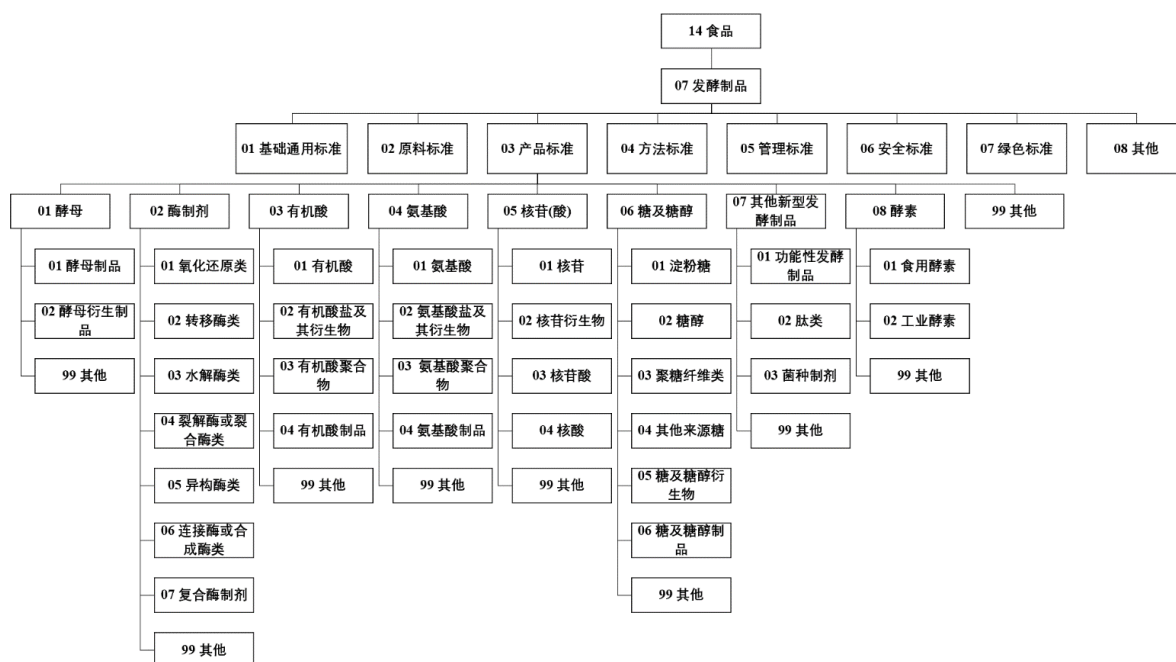 14 食品
07 发酵制品
01 基础通用标准
02 原料标准
03 产品标准
04 方法标准
05 管理标准
06 安全标准
07 绿色标准
08 其他
01 酵母
02 酶制剂
03 有机酸
04 氨基酸
05 核苷(酸)
06 糖及糖醇
07 其他新型发
酵制品
08 酵素
99 其他
01 酵母制品
02 酵母衍生制
品
99 其他
01 氧化还原类
02 转移酶类
03 水解酶类
04 裂解酶或裂
合酶类
05 异构酶类
06 连接酶或合
成酶类
07 复合酶制剂
99 其他
01 有机酸
02 有机酸盐及
其衍生物
03 有机酸聚合
物
04 有机酸制品
99 其他
01 氨基酸
02 氨基酸盐及
其衍生物
03 氨基酸聚合
物
04 氨基酸制品
99 其他
01 核苷
02 核苷衍生物
03 核苷酸
04 核酸
99 其他
01 淀粉糖
02 糖醇
03 聚糖纤维类
04 其他来源糖
05 糖及糖醇衍
生物
06 糖及糖醇制
品
99 其他
01 功能性发酵
制品
02 肽类
03 菌种制剂
99 其他
01 食用酵素
02 工业酵素
99 其他